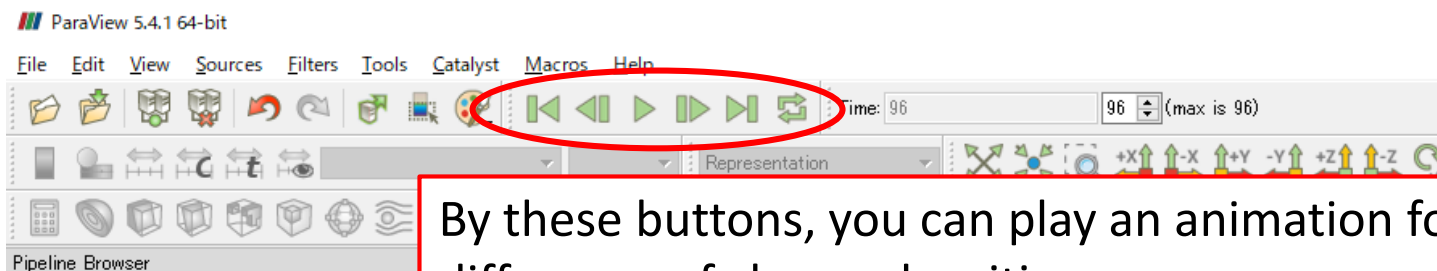 ParaView 5.4.1 64-bit
File Edit View Sources Filters Tools Catalyst Macros Help
Time: 96 96 (max is 96)
Representation
+X -X +Y -Y +Z -Z
By these buttons, you can play an animation
Pipeline Browser